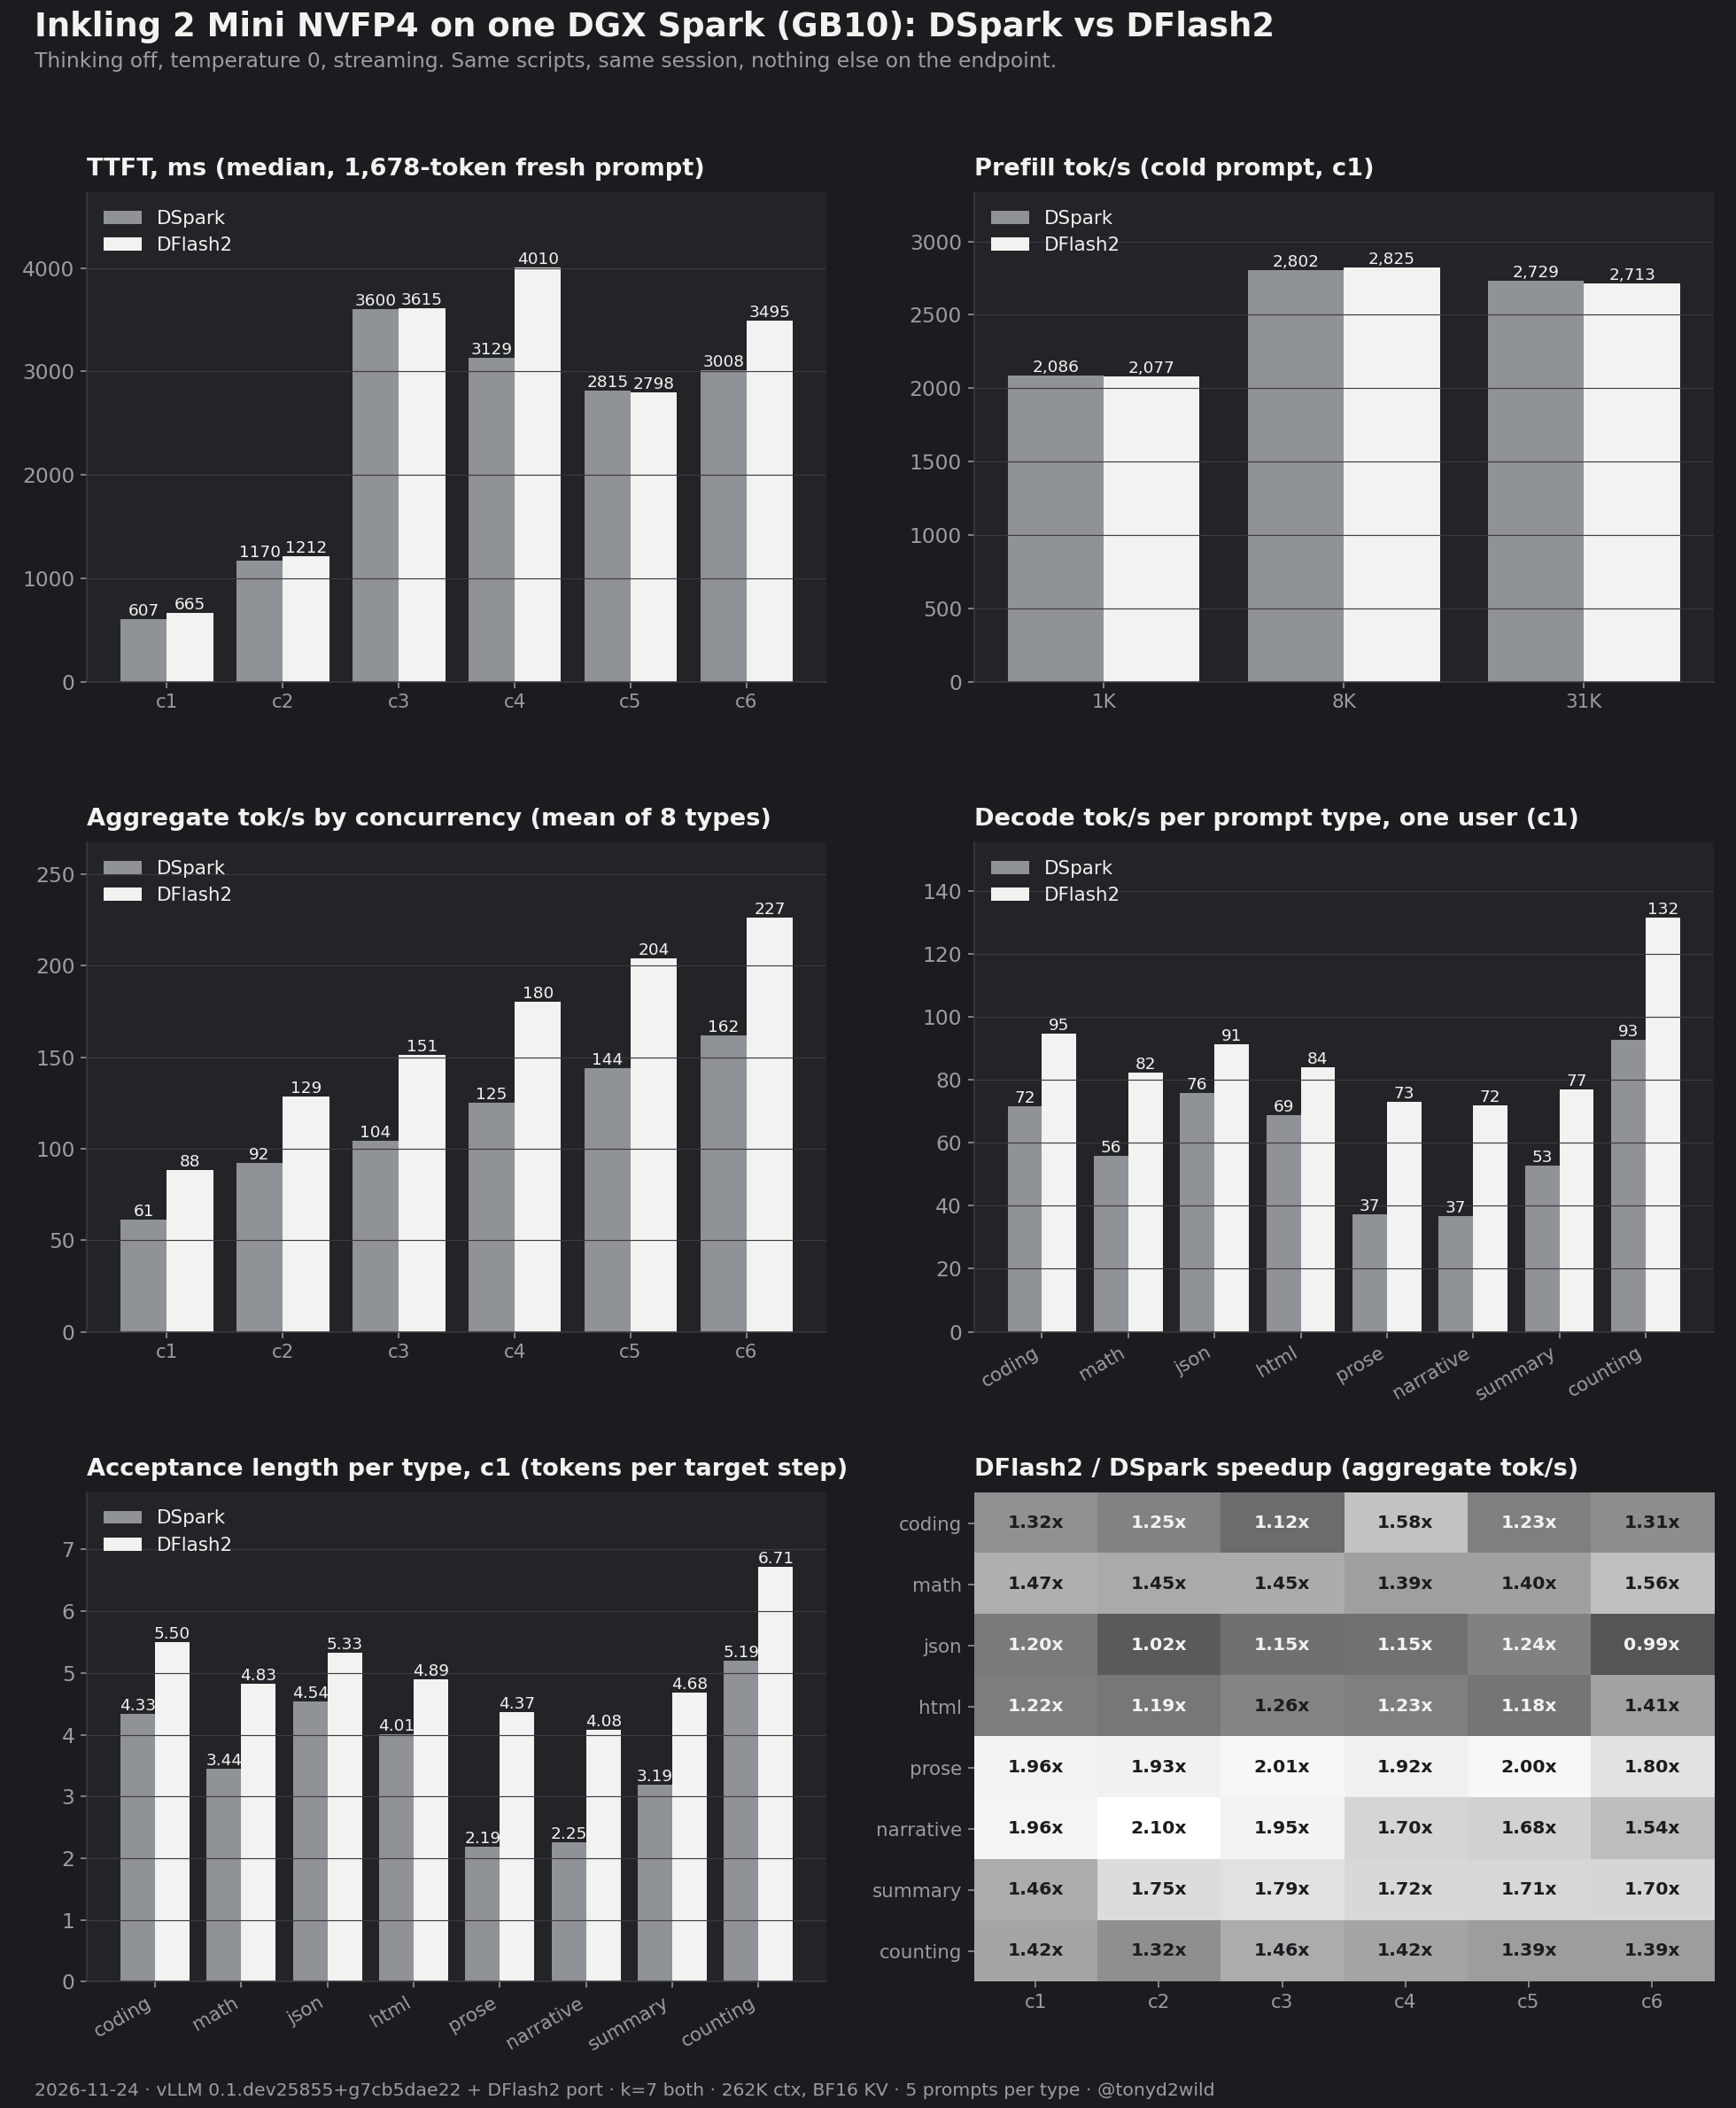 Inkling 2 Mini NVFP4 on one DGX Spark (GB10): DSpark vs DFlash2
Thinking off, temperature 0, streaming. Same scripts, same session, nothing else on the endpoint.
TTFT, ms (median, 1,678-token fresh prompt)
DSpark
DFlash2
4000
3000
2000
1000
0
607 665
1170 1212
3600 3615
3129 4010
2815 2798
3008 3495
c1 c2 c3 c4 c5 c6
Prefill tok/s (cold prompt, c1)
DSpark
DFlash2
3000
2500
2000
1500
1000
500
0
2,086 2,077
2,802 2,825
2,729 2,713
1K 8K 31K
Aggregate tok/s by concurrency (mean of 8 types)
DSpark
DFlash2
250
200
150
100
50
0
61 88
92 129
104 151
125 180
144 204
162 227
c1 c2 c3 c4 c5 c6
Decode tok/s per prompt type, one user (c1)
DSpark
DFlash2
140
120
100
80
60
40
20
0
72 95
56 82
76 91
69 84
37 73
37 72
53 77
93 132
coding math json html prose narrative summary counting
Acceptance length per type, c1 (tokens per target step)
DSpark
DFlash2
7
6
5
4
3
2
1
0
4.33 5.50
3.44 4.83
4.54 5.33
4.01 4.89
2.19 4.37
2.25 4.08
3.19 4.68
5.19 6.71
coding math json html prose narrative summary counting
DFlash2 / DSpark speedup (aggregate tok/s)
coding 1.32x 1.25x 1.12x 1.58x 1.23x 1.31x
math 1.47x 1.45x 1.45x 1.39x 1.40x 1.56x
json 1.20x 1.02x 1.15x 1.15x 1.24x 0.99x
html 1.22x 1.19x 1.26x 1.23x 1.18x 1.41x
prose 1.96x 1.93x 2.01x 1.92x 2.00x 1.80x
narrative 1.96x 2.10x 1.95x 1.70x 1.68x 1.54x
summary 1.46x 1.75x 1.79x 1.72x 1.71x 1.70x
counting 1.42x 1.32x 1.46x 1.42x 1.39x 1.39x
c1 c2 c3 c4 c5 c6
2026-11-24 · vLLM 0.1.dev25855+g7cb5dae22 + DFlash2 port · k=7 both · 262K ctx, BF16 KV · 5 prompts per type · @tonyd2wild